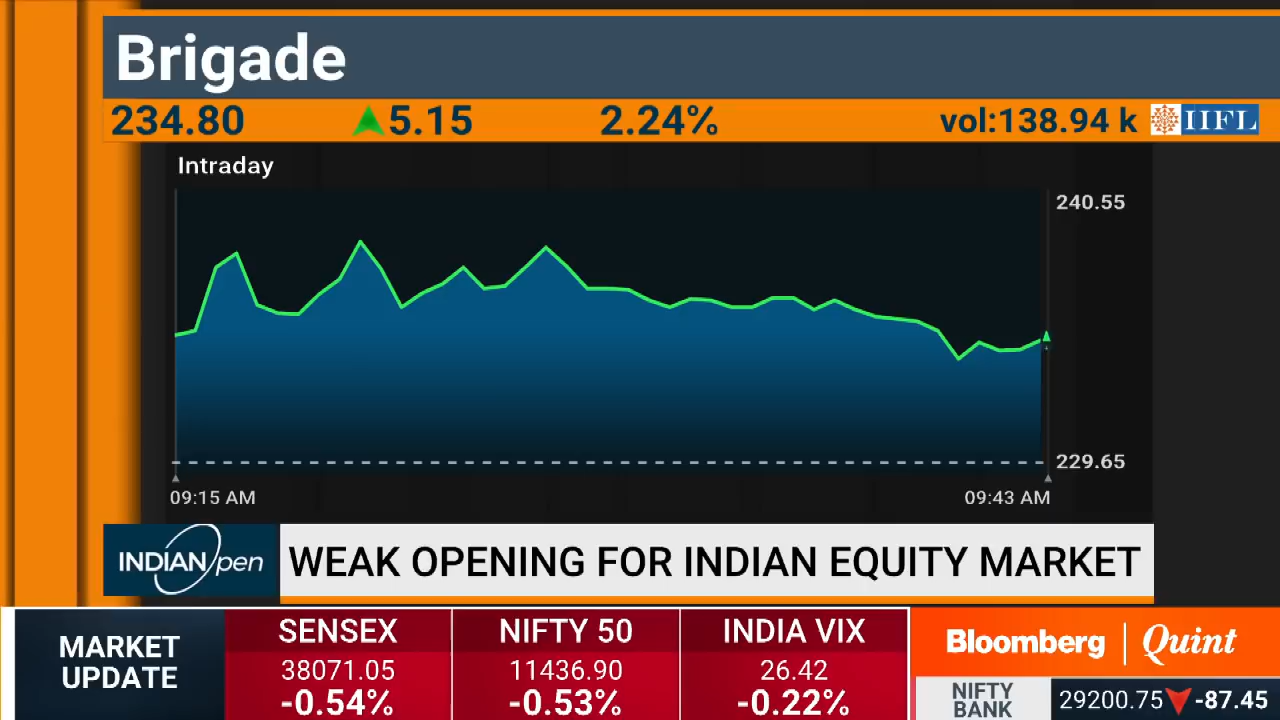 Brigade
234.80 5.15 2.24% vol:138.94 k IIFL
Intraday
240.55
229.65
09:15 AM 09:43 AM
INDIAN Open WEAK OPENING FOR INDIAN EQUITY MARKET
MARKET UPDATE
SENSEX
38071.05
-0.54%
NIFTY 50
11436.90
-0.53%
INDIA VIX
26.42
-0.22%
Bloomberg | Quint
NIFTY BANK
29200.75 -87.45